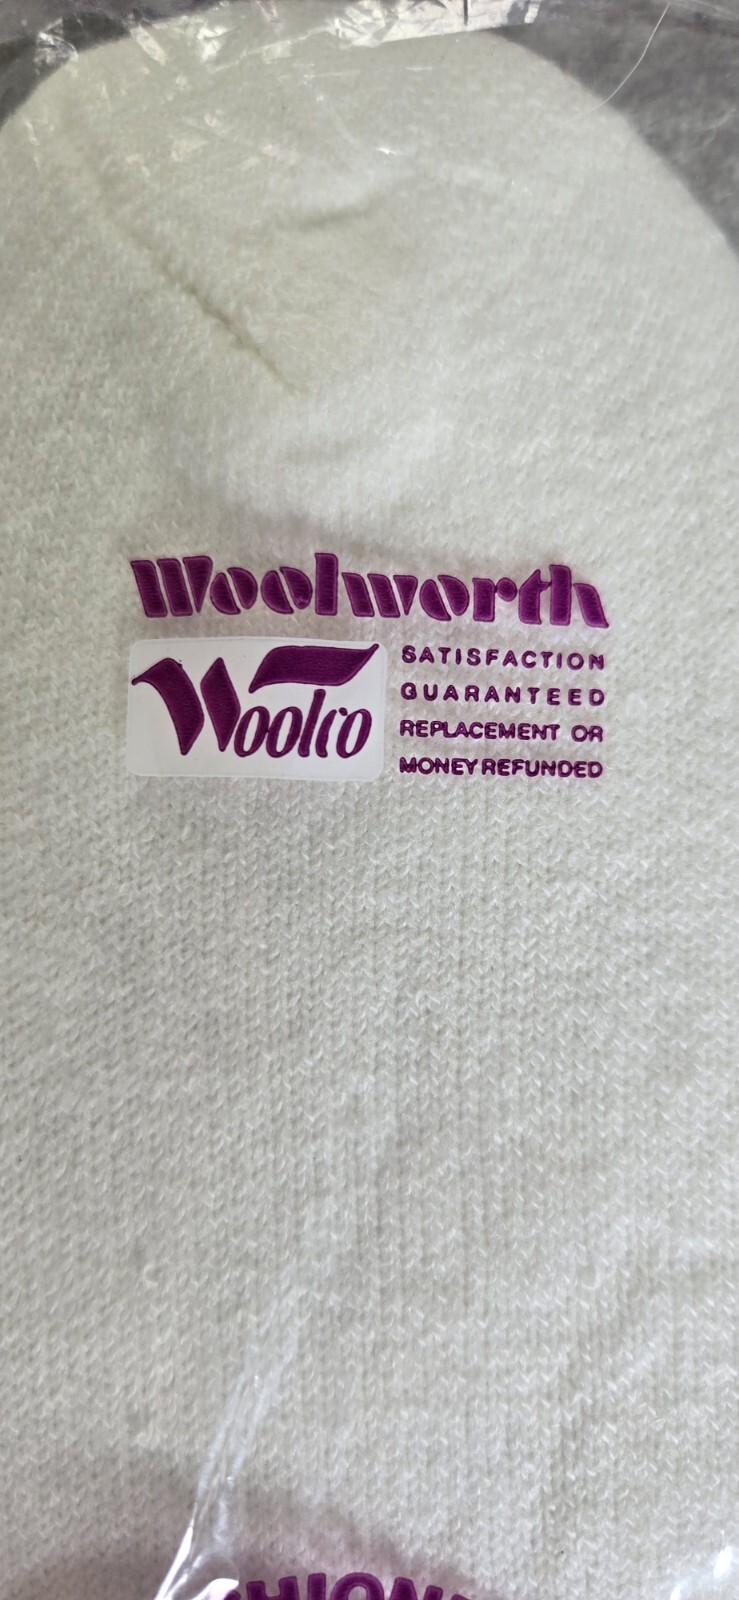 Woolworth
Woolco
SATISFACTION
GUARANTEED
REPLACEMENT OR
MONEY REFUNDED